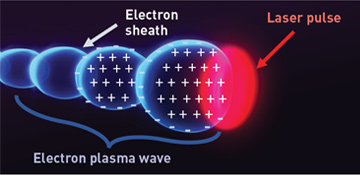 Electron
sheath
Laser pulse
Electron plasma wave